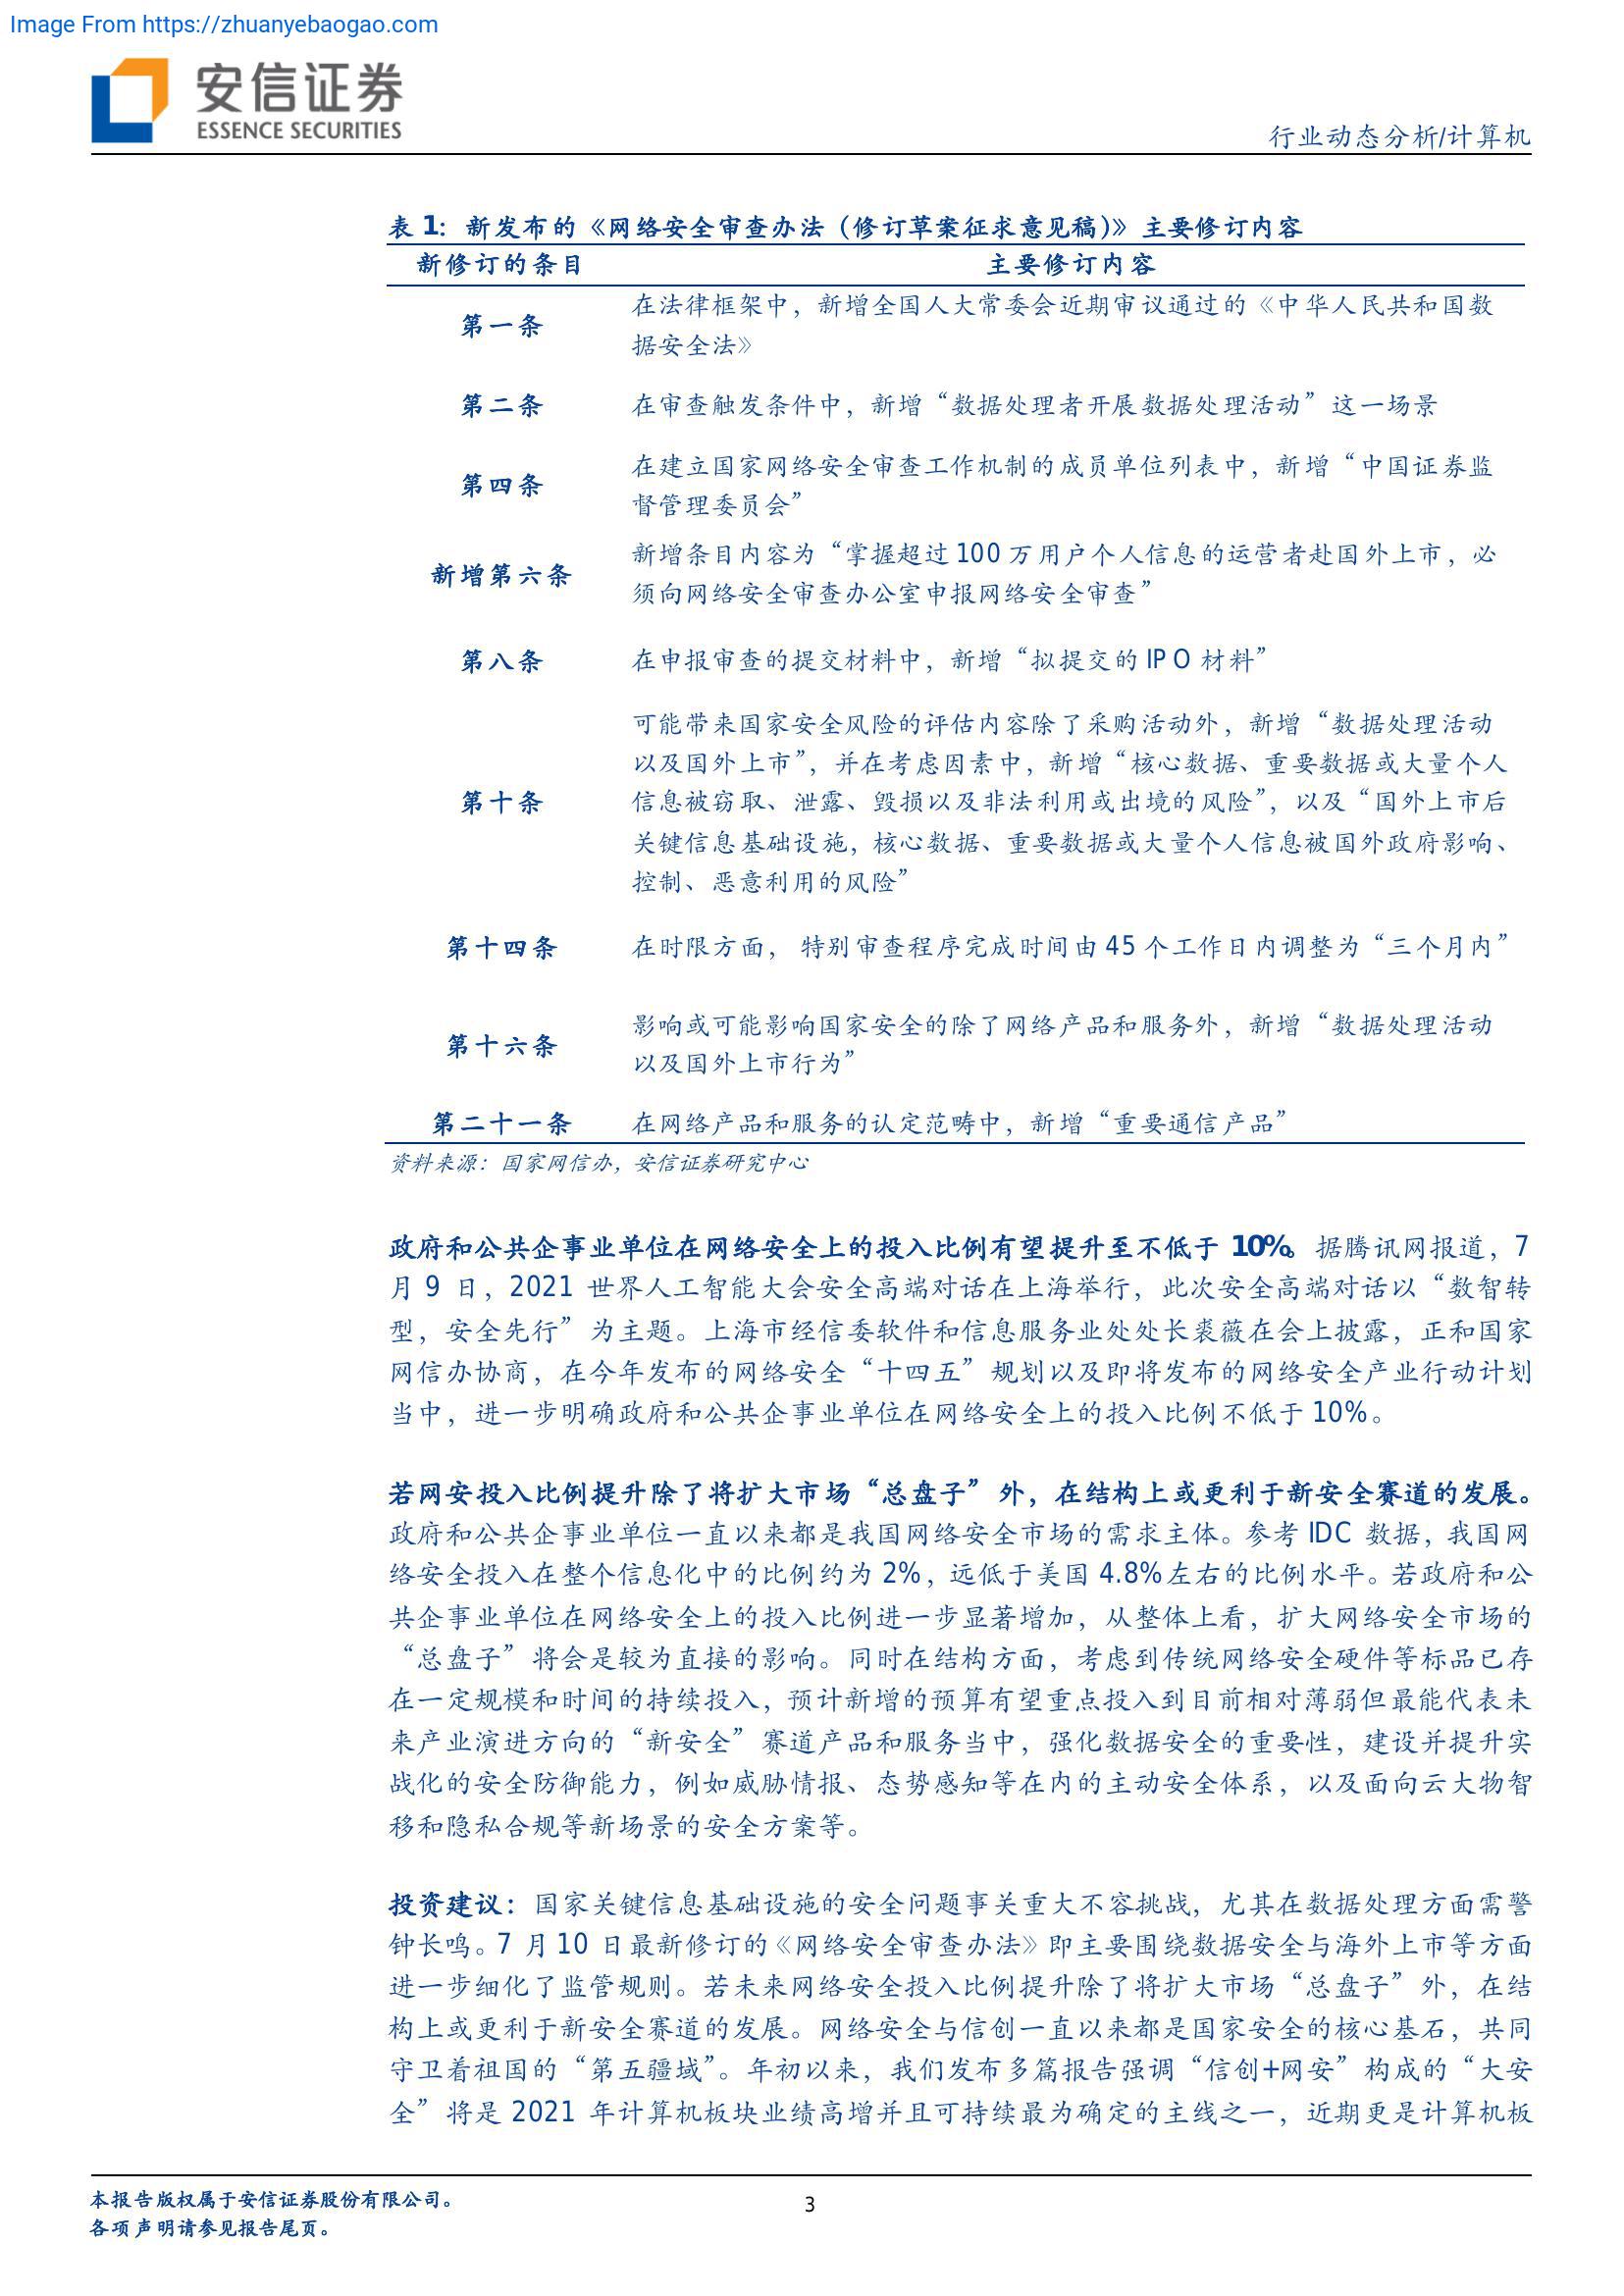 Image From https://zhuanyebaogao.com
安信证券
ESSENCE SECURITIES
行业动态分析/计算机
表 1：新发布的《网络安全审查办法（修订草案征求意见稿）》主要修订内容
新修订的条目 主要修订内容
第一条 在法律框架中，新增全国人大常委会近期审议通过的《中华人民共和国数
据安全法》
第二条 在审查触发条件中，新增“数据处理者开展数据处理活动”这一场景
第四条 在建立国家网络安全审查工作机制的成员单位列表中，新增“中国证券监
督管理委员会”
新增第六条 新增条目内容为“掌握超过 100 万用户个人信息的运营者赴国外上市，必
须向网络安全审查办公室申报网络安全审查”
第八条 在申报审查的提交材料中，新增“拟提交的 IPO 材料”
第十条 可能带来国家安全风险的评估内容除了采购活动外，新增“数据处理活动
以及国外上市”，并在考虑因素中，新增“核心数据、重要数据或大量个人
信息被窃取、泄露、毁损以及非法利用或出境的风险”，以及“国外上市后
关键信息基础设施，核心数据、重要数据或大量个人信息被国外政府影响、
控制、恶意利用的风险”
第十四条 在时限方面， 特别审查程序完成时间由 45 个工作日内调整为“三个月内”
第十六条 影响或可能影响国家安全的除了网络产品和服务外，新增“数据处理活动
以及国外上市行为”
第二十一条 在网络产品和服务的认定范畴中，新增“重要通信产品”
资料来源：国家网信办，安信证券研究中心
政府和公共企事业单位在网络安全上的投入比例有望提升至不低于 10%。据腾讯网报道，7
月 9 日，2021 世界人工智能大会安全高端对话在上海举行，此次安全高端对话以“数智转
型，安全先行”为主题。上海市经信委软件和信息服务业处处长裘薇在会上披露，正和国家
网信办协商，在今年发布的网络安全“十四五”规划以及即将发布的网络安全产业行动计划
当中，进一步明确政府和公共企事业单位在网络安全上的投入比例不低于 10%。
若网安投入比例提升除了将扩大市场“总盘子”外，在结构上或更利于新安全赛道的发展。
政府和公共企事业单位一直以来都是我国网络安全市场的需求主体。参考 IDC 数据，我国网
络安全投入在整个信息化中的比例约为 2%，远低于美国 4.8%左右的比例水平。若政府和公
共企事业单位在网络安全上的投入比例进一步显著增加，从整体上看，扩大网络安全市场的
“总盘子”将会是较为直接的影响。同时在结构方面，考虑到传统网络安全硬件等标品已存
在一定规模和时间的持续投入，预计新增的预算有望重点投入到目前相对薄弱但最能代表未
来产业演进方向的“新安全”赛道产品和服务当中，强化数据安全的重要性，建设并提升实
战化的安全防御能力，例如威胁情报、态势感知等在内的主动安全体系，以及面向云大物智
移和隐私合规等新场景的安全方案等。
投资建议：国家关键信息基础设施的安全问题事关重大不容挑战，尤其在数据处理方面需警
钟长鸣。7 月 10 日最新修订的《网络安全审查办法》即主要围绕数据安全与海外上市等方面
进一步细化了监管规则。若未来网络安全投入比例提升除了将扩大市场“总盘子”外，在结
构上或更利于新安全赛道的发展。网络安全与信创一直以来都是国家安全的核心基石，共同
守卫着祖国的“第五疆域”。年初以来，我们发布多篇报告强调“信创+网安”构成的“大安
全”将是 2021 年计算机板块业绩高增并且可持续最为确定的主线之一，近期更是计算机板
本报告版权属于安信证券股份有限公司。
各项声明请参见报告尾页。
3